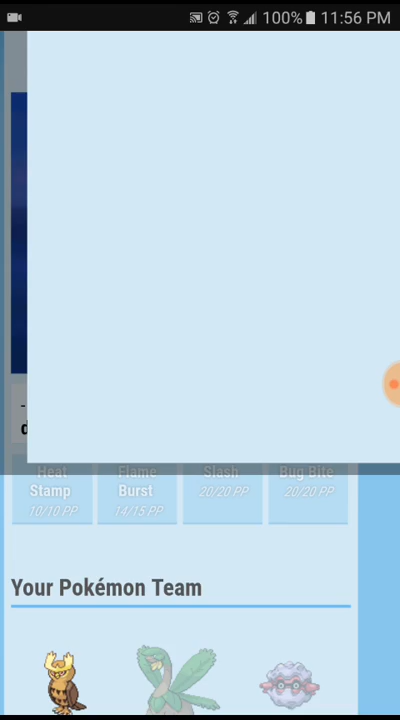 100% 11:56 PM
-
d
Heat Stamp
10/10 PP
Flame Burst
14/15 PP
Slash
20/20 PP
Bug Bite
20/20 PP
Your Pokémon Team